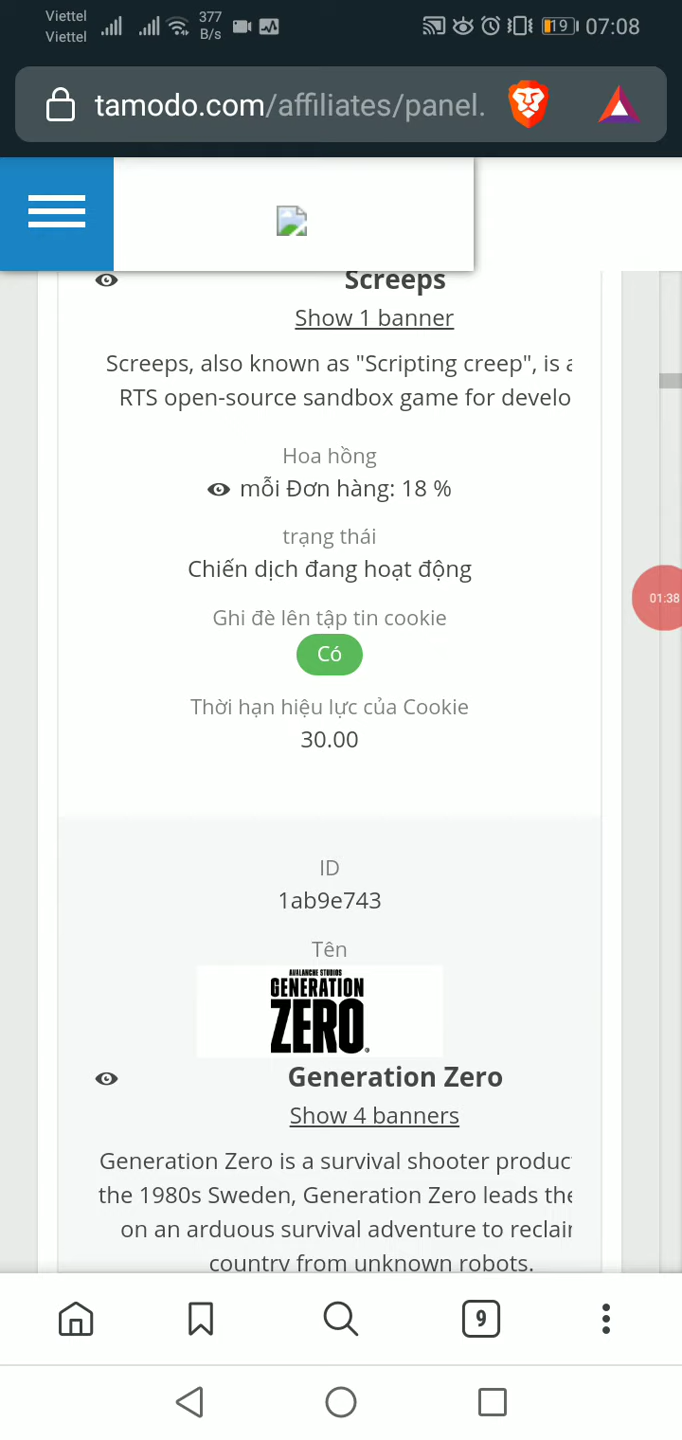 Viettel
Viettel
377
B/s
19
07:08
tamodo.com/affiliates/panel.
Screeps
Show 1 banner
Screeps, also known as "Scripting creep", is a
RTS open-source sandbox game for develo
Hoa hồng
mỗi Đơn hàng: 18 %
trạng thái
Chiến dịch đang hoạt động
Ghi đè lên tập tin cookie
Có
Thời hạn hiệu lực của Cookie
30.00
01:38
ID
1ab9e743
Tên
AVALANCHE STUDIOS
GENERATION
ZERO
Generation Zero
Show 4 banners
Generation Zero is a survival shooter produc
the 1980s Sweden, Generation Zero leads the
on an arduous survival adventure to reclai
country from unknown robots.
9